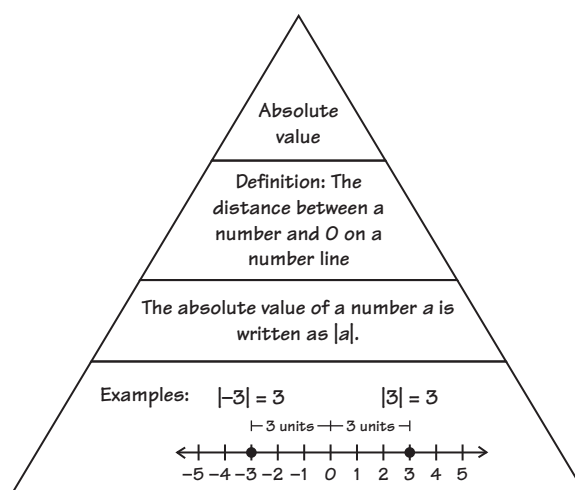 Absolute
value
Definition: The
distance between a
number and 0 on a
number line
The absolute value of a number a is
written as |a|.
Examples: |−3| = 3 |3| = 3
3 units 3 units
−5 −4 −3 −2 −1 0 1 2 3 4 5